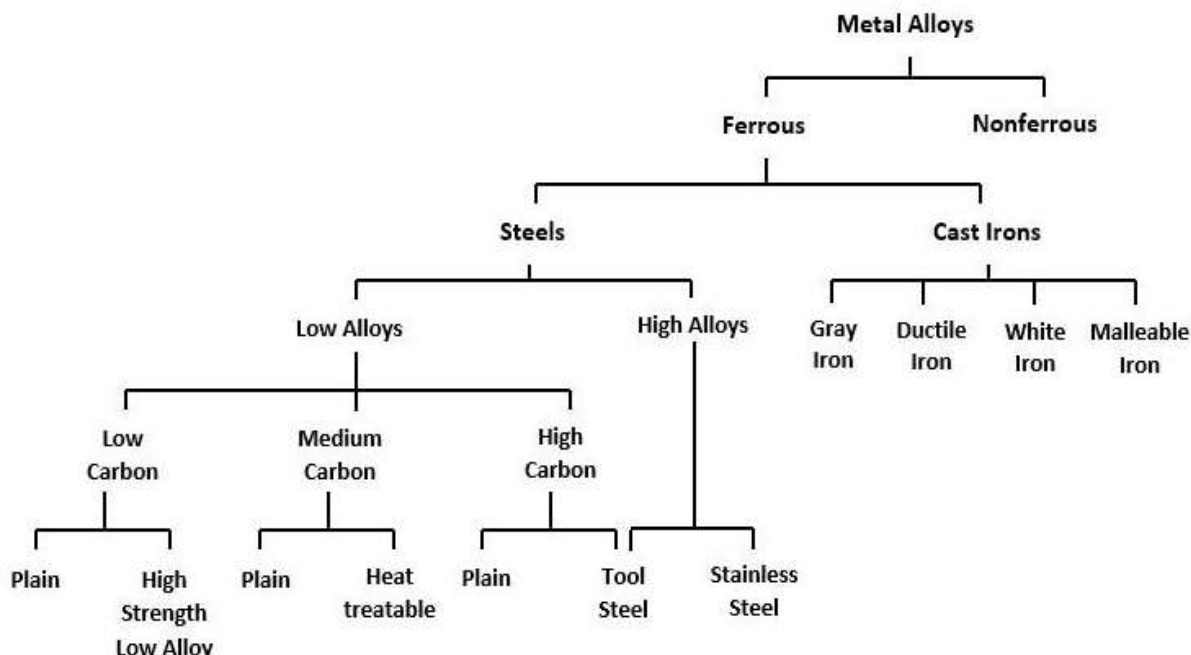 Metal Alloys
Ferrous
Nonferrous
Steels
Cast Irons
Low Alloys
High Alloys
Gray
Iron
Ductile
Iron
White
Iron
Malleable
Iron
Low
Carbon
Medium
Carbon
High
Carbon
Plain
High
Strength
Low Alloy
Plain
Heat
treatable
Plain
Tool
Steel
Stainless
Steel